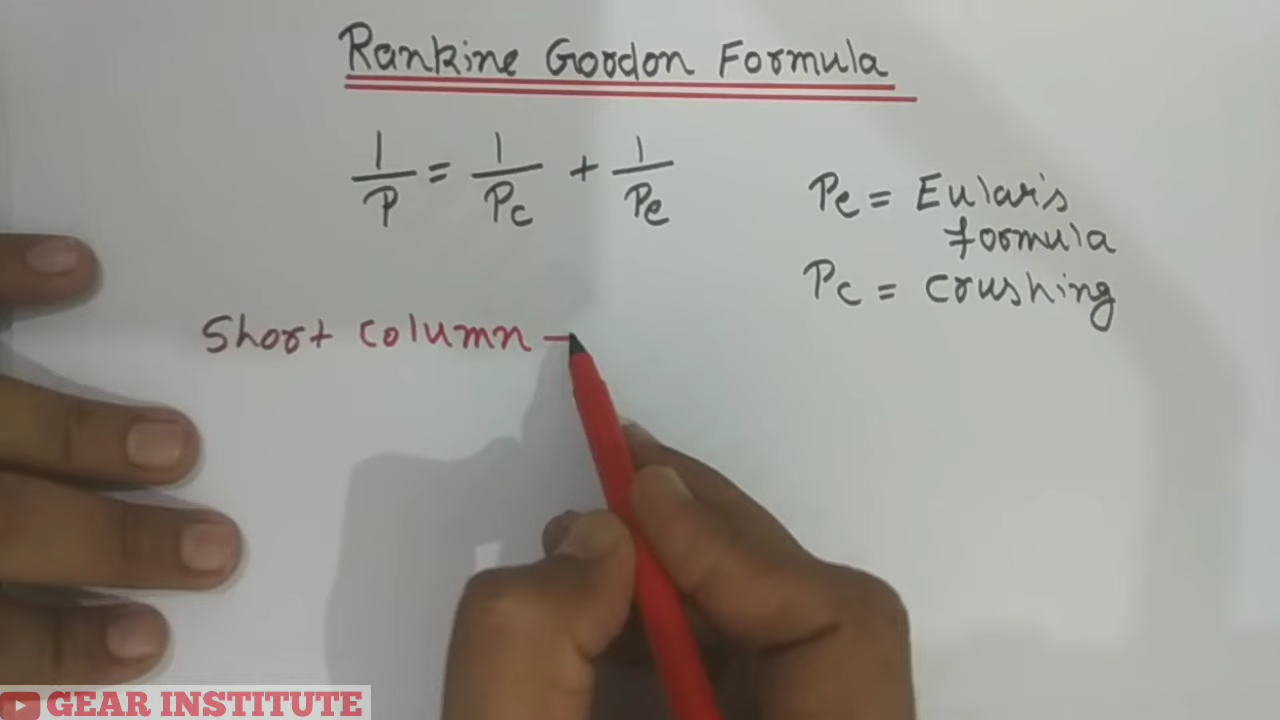 Rankine Gordon Formula
1/P = 1/Pc + 1/Pe
Pe = Eular's
formula
Pc = crushing
Short column –
GEAR INSTITUTE